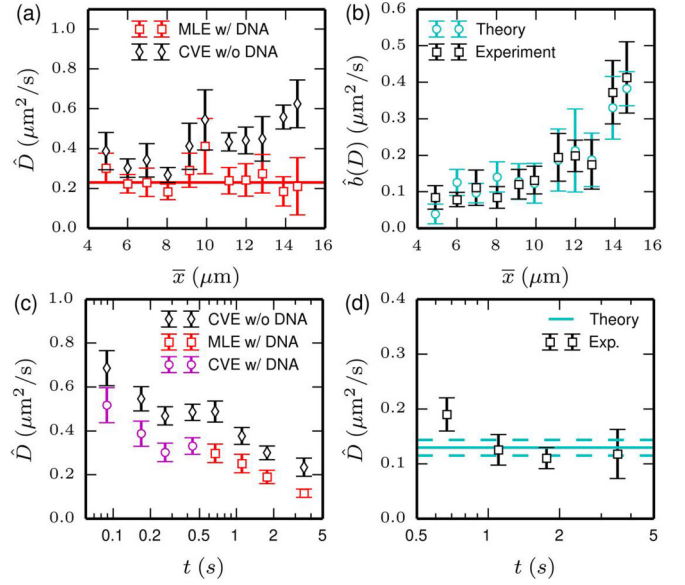 (a)
MLE w/ DNA
CVE w/o DNA
D̂ (μm²/s)
1.0
0.8
0.6
0.4
0.2
0.0
4 6 8 10 12 14 16
x̅ (μm)
(b)
Theory
Experiment
b̂(D) (μm²/s)
0.6
0.5
0.4
0.3
0.2
0.1
0.0
4 6 8 10 12 14 16
x̅ (μm)
(c)
CVE w/o DNA
MLE w/ DNA
CVE w/ DNA
D̂ (μm²/s)
1.0
0.8
0.6
0.4
0.2
0.0
0.1 0.2 0.5 1 2 5
t (s)
(d)
Theory
Exp.
D̂ (μm²/s)
0.4
0.3
0.2
0.1
0.0
0.5 1 2 5
t (s)